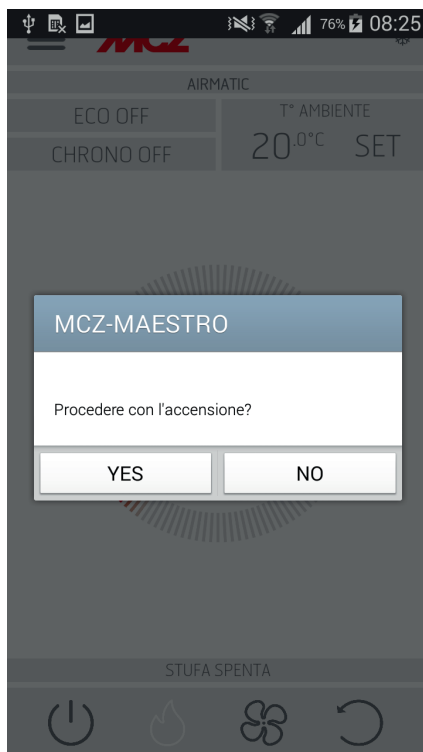 76% 08:25
MCZ
AIRMATIC
ECO OFF
T° AMBIENTE
CHRONO OFF
20.0°C SET
MCZ-MAESTRO
Procedere con l'accensione?
YES NO
STUFA SPENTA